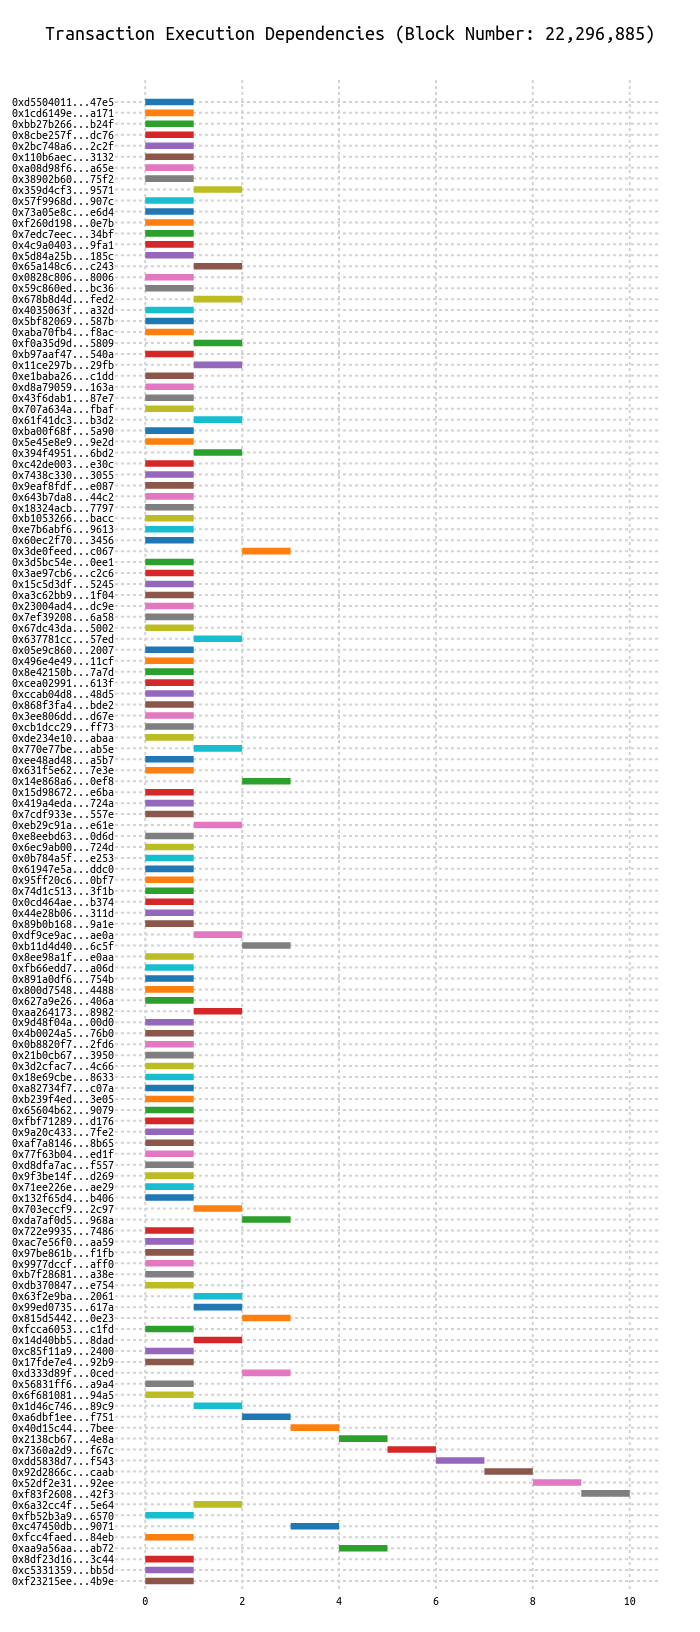 Transaction Execution Dependencies (Block Number: 22,296,885)
0xd5504011...47e5
0x1cd6149e...a171
0xbb27b266...b24f
0x8cbe257f...dc76
0x2bc748a6...2c2f
0x110b6aec...3132
0xa08d98f6...a65e
0x38902b60...75f2
0x359d4cf3...9571
0x57f9968d...907c
0x73a05e8c...e6d4
0xf260d198...0e7b
0x7edc7eec...34bf
0x4c9a0403...9fa1
0x5d84a25b...185c
0x65a148c6...c243
0x0828c806...8006
0x59c860ed...bc36
0x678b8d4d...fed2
0x4035063f...a32d
0x5bf82069...587b
0xaba70fb4...f8ac
0xf0a35d9d...5809
0xb97aaf47...540a
0x11ce297b...29fb
0xe1baba26...c1dd
0xd8a79059...163a
0x43f6dab1...87e7
0x707a634a...fbaf
0x61f41dc3...b3d2
0xba00f68f...5a90
0x5e45e8e9...9e2d
0x394f4951...6bd2
0xc42de003...e30c
0x7438c330...3055
0x9eaf8fdf...e087
0x643b7da8...44c2
0x18324acb...7797
0xb1053266...bacc
0xe7b6abf6...9613
0x60ec2f70...3456
0x3de0feed...c067
0x3d5bc54e...0ee1
0x3ae97cb6...c2c6
0x15c5d3df...5245
0xa3c62bb9...1f04
0x23004ad4...dc9e
0x7ef39208...6a58
0x67dc43da...5002
0x637781cc...57ed
0x05e9c860...2007
0x496e4e49...11cf
0x8e42150b...7a7d
0xcea02991...613f
0xccab04d8...48d5
0x868f3fa4...bde2
0x3ee806dd...d67e
0xcb1dcc29...ff73
0xde234e10...abaa
0x770e77be...ab5e
0xee48ad48...a5b7
0x631f5e62...7e3e
0x14e868a6...0ef8
0x15d98672...e6ba
0x419a4eda...724a
0x7cdf933e...557e
0xeb29c91a...e61e
0xe8eebd63...0d6d
0x6ec9ab00...724d
0x0b784a5f...e253
0x61947e5a...ddc0
0x95ff20c6...0bf7
0x74d1c513...3f1b
0x0cd464ae...b374
0x44e28b06...311d
0x89b0b168...9a1e
0xdf9ce9ac...ae0a
0xb11d4d40...6c5f
0x8ee98a1f...e0aa
0xfb66edd7...a06d
0x891a0df6...754b
0x800d7548...4488
0x627a9e26...406a
0xaa264173...8982
0x9d48f04a...00d0
0x4b0024a5...76b0
0x0b8820f7...2fd6
0x21b0cb67...3950
0x3d2cfac7...4c66
0x18e69cbe...8633
0xa82734f7...c07a
0xb239f4ed...3e05
0x65604b62...9079
0xfbf71289...d176
0x9a20c433...7fe2
0xaf7a8146...8b65
0x77f63b04...ed1f
0xd8dfa7ac...f557
0x9f3be14f...d269
0x71ee226e...ae29
0x132f65d4...b406
0x703eccf9...2c97
0xda7af0d5...968a
0x722e9935...7486
0xac7e56f0...aa59
0x97be861b...f1fb
0x9977dccf...aff0
0xb7f28681...a38e
0xdb370847...e754
0x63f2e9ba...2061
0x99ed0735...617a
0x815d5442...0e23
0xfcca6053...c1fd
0x14d40bb5...8dad
0xc85f11a9...2400
0x17fde7e4...92b9
0xd333d89f...0ced
0x56831ff6...a9a4
0x6f681081...94a5
0x1d46c746...89c9
0xa6dbf1ee...f751
0x40d15c44...7bee
0x2138cb67...4e8a
0x7360a2d9...f67c
0xdd5838d7...f543
0x92d2866c...caab
0x52df2e31...92ee
0xf83f2608...42f3
0x6a32cc4f...5e64
0xfb52b3a9...6570
0xc47450db...9071
0xfcc4faed...84eb
0xaa9a56aa...ab72
0x8df23d16...3c44
0xc5331359...bb5d
0xf23215ee...4b9e
0 2 4 6 8 10